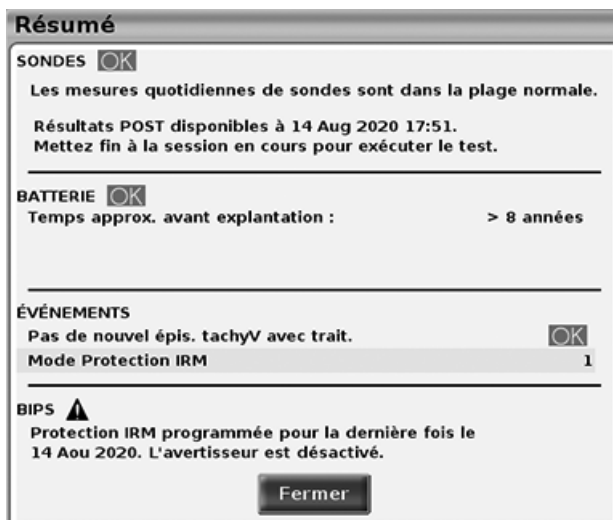 Résumé
SONDES OK
Les mesures quotidiennes de sondes sont dans la plage normale.
Résultats POST disponibles à 14 Aug 2020 17:51.
Mettez fin à la session en cours pour exécuter le test.
BATTERIE OK
Temps approx. avant explantation : > 8 années
ÉVÉNEMENTS
Pas de nouvel épis. tachyV avec trait. OK
Mode Protection IRM 1
BIPS
Protection IRM programmée pour la dernière fois le
14 Aou 2020. L'avertisseur est désactivé.
Fermer